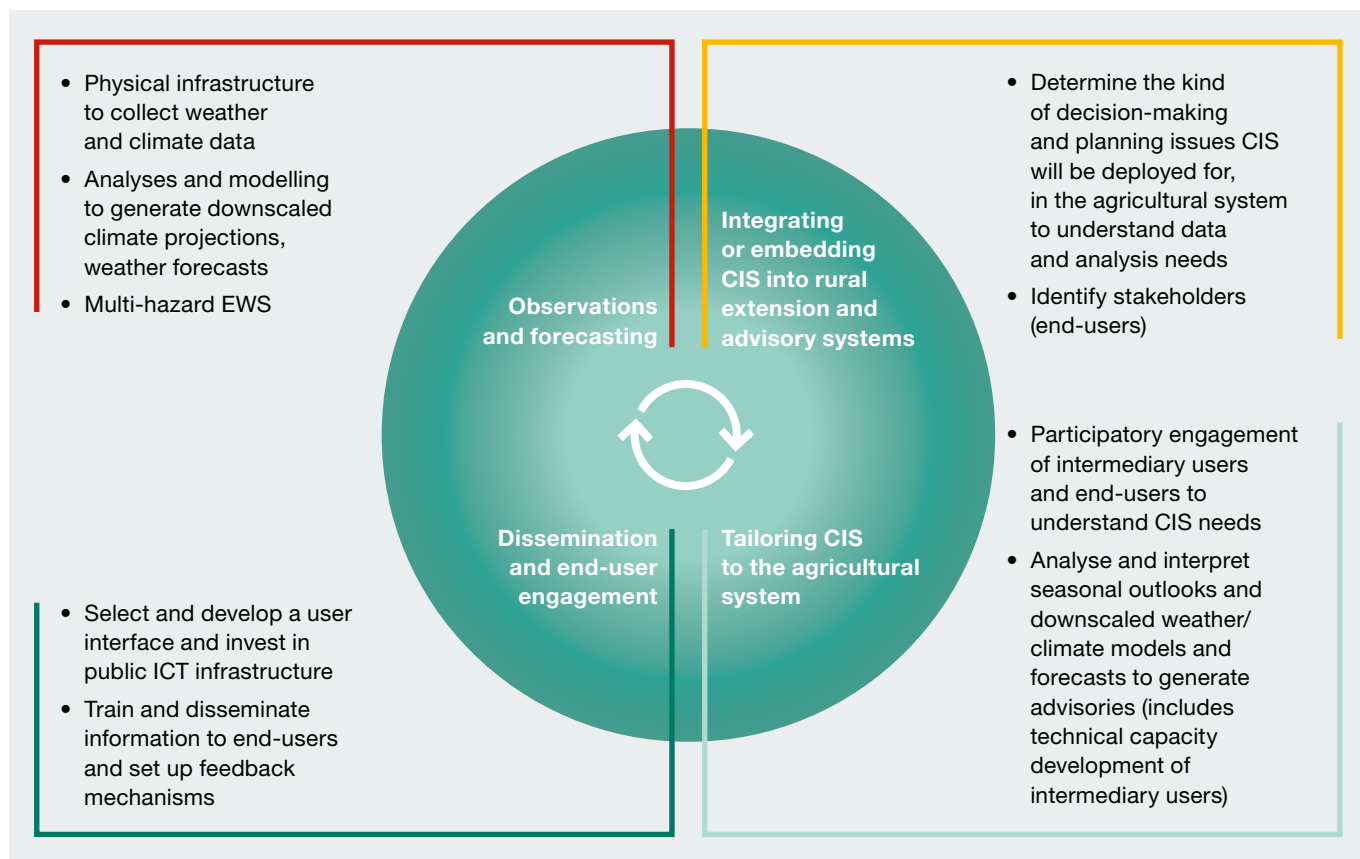 • Physical infrastructure
to collect weather
and climate data
• Analyses and modelling
to generate downscaled
climate projections,
weather forecasts
• Multi-hazard EWS
Observations
and forecasting
Integrating
or embedding
CIS into rural
extension and
advisory systems
• Determine the kind
of decision-making
and planning issues CIS
will be deployed for,
in the agricultural system
to understand data
and analysis needs
• Identify stakeholders
(end-users)
• Select and develop a user
interface and invest in
public ICT infrastructure
• Train and disseminate
information to end-users
and set up feedback
mechanisms
Dissemination
and end-user
engagement
Tailoring CIS
to the agricultural
system
• Participatory engagement
of intermediary users
and end-users to
understand CIS needs
• Analyse and interpret
seasonal outlooks and
downscaled weather/
climate models and
forecasts to generate
advisories (includes
technical capacity
development of
intermediary users)